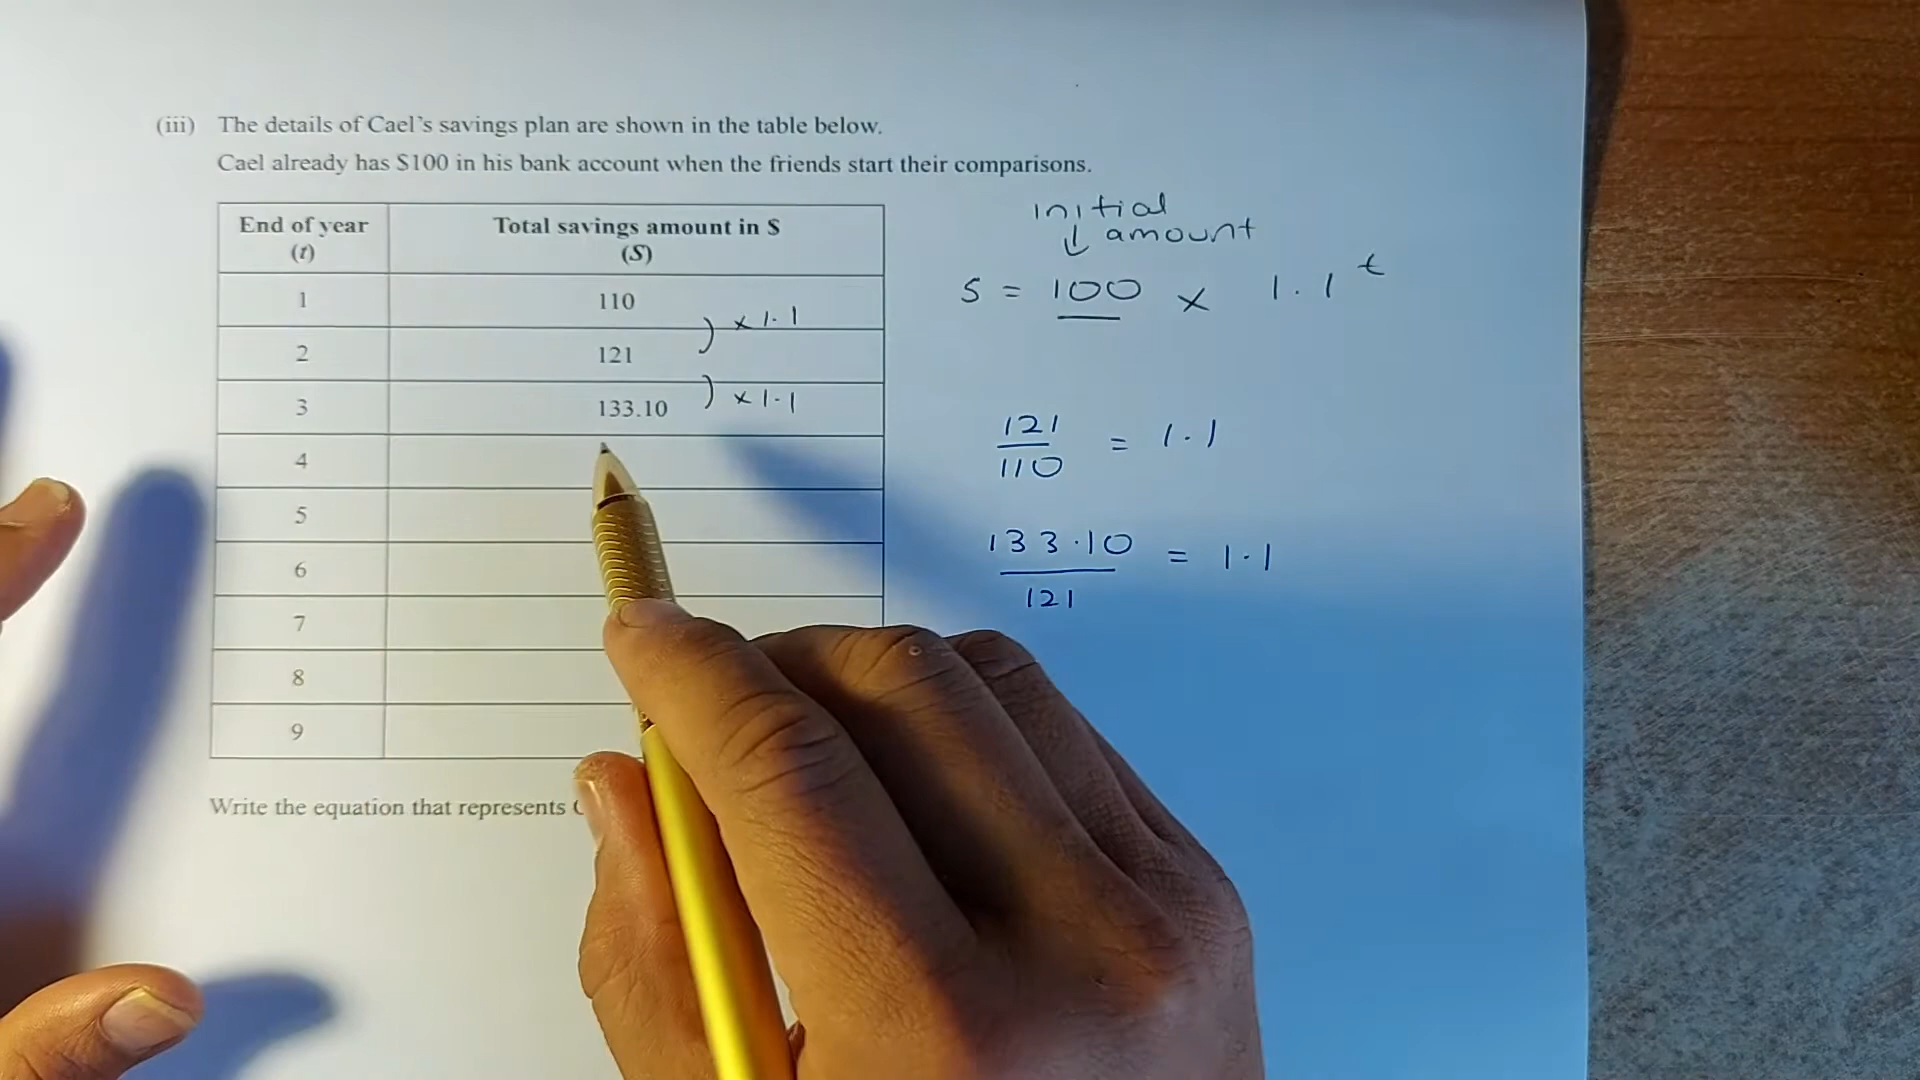 (iii) The details of Cael's savings plan are shown in the table below.
Cael already has $100 in his bank account when the friends start their comparisons.
End of year Total savings amount in $
(t) (S)
1 110
2 121
3 133.10
4
5
6
7
8
9
× 1.1
× 1.1
Write the equation that represents
initial
↓ amount
S = 100 × 1.1^t
121
110
= 1.1
133.10
121
= 1.1